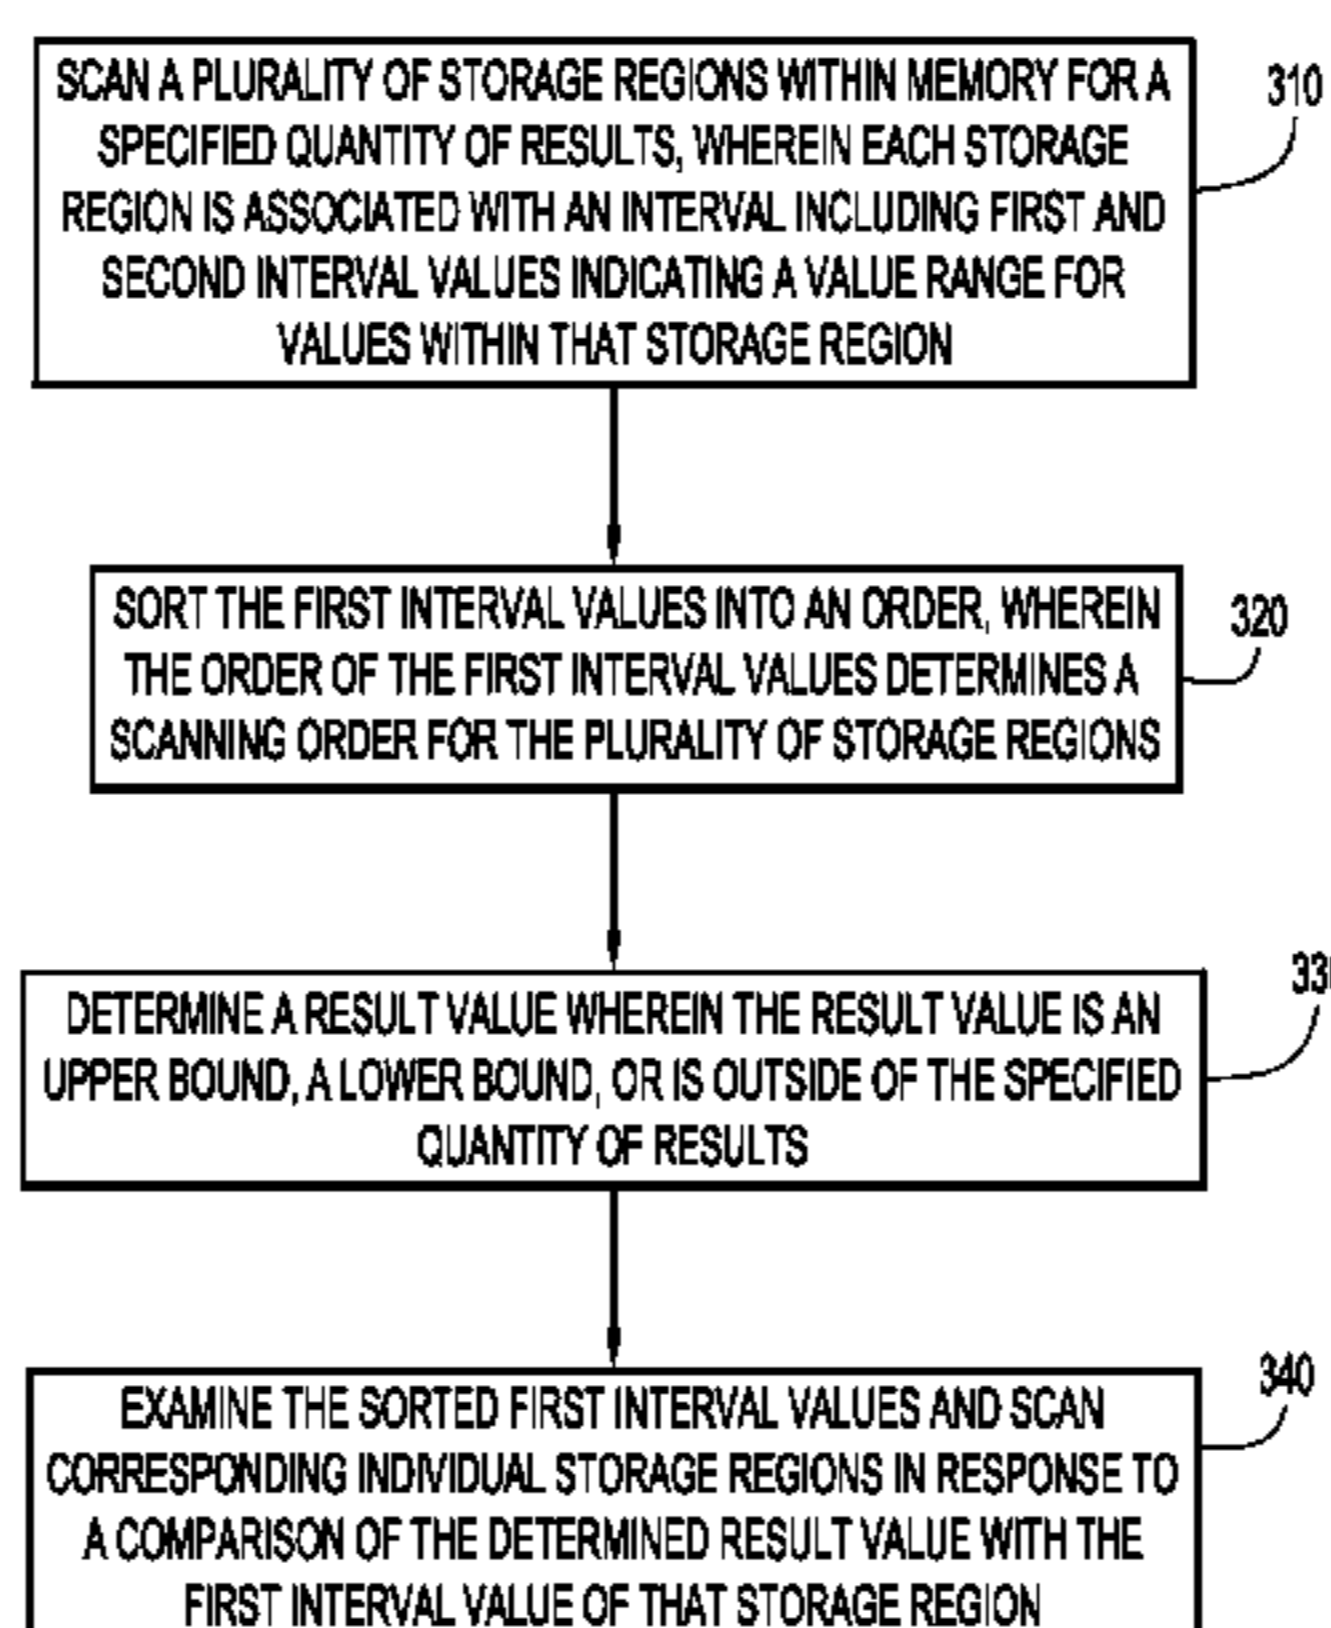 SCAN A PLURALITY OF STORAGE REGIONS WITHIN MEMORY FOR A
SPECIFIED QUANTITY OF RESULTS, WHEREIN EACH STORAGE
REGION IS ASSOCIATED WITH AN INTERVAL INCLUDING FIRST AND
SECOND INTERVAL VALUES INDICATING A VALUE RANGE FOR
VALUES WITHIN THAT STORAGE REGION
310
SORT THE FIRST INTERVAL VALUES INTO AN ORDER, WHEREIN
THE ORDER OF THE FIRST INTERVAL VALUES DETERMINES A
SCANNING ORDER FOR THE PLURALITY OF STORAGE REGIONS
320
DETERMINE A RESULT VALUE WHEREIN THE RESULT VALUE IS AN
UPPER BOUND, A LOWER BOUND, OR IS OUTSIDE OF THE SPECIFIED
QUANTITY OF RESULTS
EXAMINE THE SORTED FIRST INTERVAL VALUES AND SCAN
CORRESPONDING INDIVIDUAL STORAGE REGIONS IN RESPONSE TO
A COMPARISON OF THE DETERMINED RESULT VALUE WITH THE
FIRST INTERVAL VALUE OF THAT STORAGE REGION
340